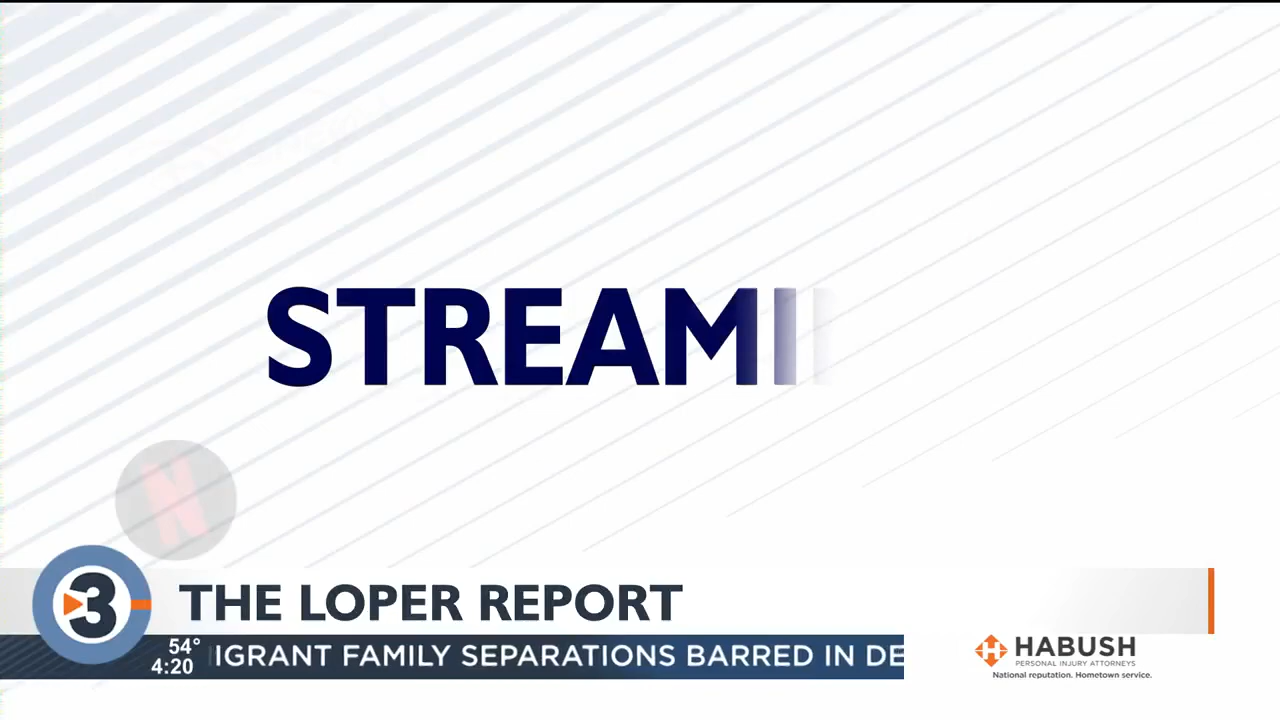 STREAMI
N
3
THE LOPER REPORT
54°
4:20
IGRANT FAMILY SEPARATIONS BARRED IN DE
H HABUSH
PERSONAL INJURY ATTORNEYS
National reputation. Hometown service.